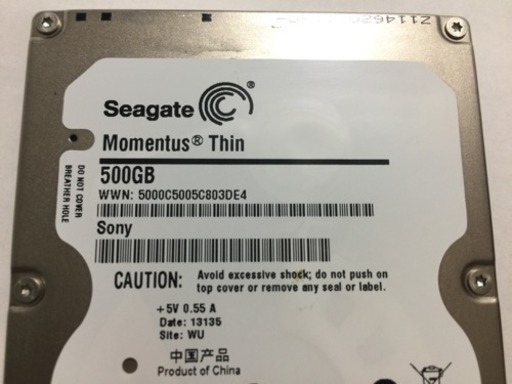 Seagate®
Momentus® Thin
500GB
WWN: 5000C5005C803DE4
Sony
DO NOT COVER
BREATHER HOLE
CAUTION: Avoid excessive shock; do not push on
top cover or remove any seal or label.
+5V 0.55 A
Date: 13135
Site: WU
中国产品
Product of China